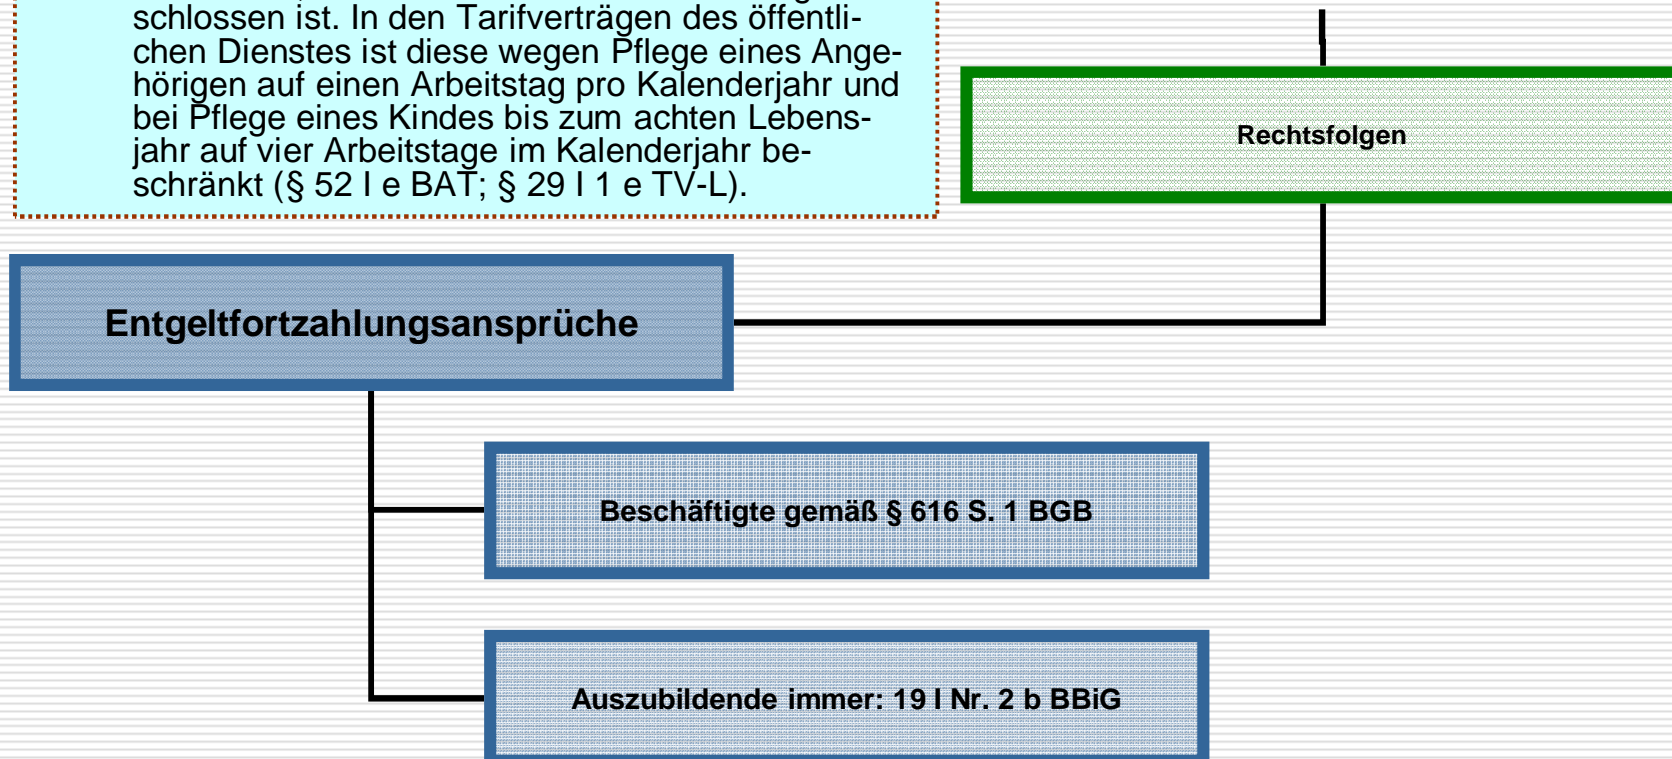 schlossen ist. In den Tarifverträgen des öffentli-
chen Dienstes ist diese wegen Pflege eines Ange-
hörigen auf einen Arbeitstag pro Kalenderjahr und
bei Pflege eines Kindes bis zum achten Lebens-
jahr auf vier Arbeitstage im Kalenderjahr be-
schränkt (§ 52 I e BAT; § 29 I 1 e TV-L).
Rechtsfolgen
Entgeltfortzahlungsansprüche
Beschäftigte gemäß § 616 S. 1 BGB
Auszubildende immer: 19 I Nr. 2 b BBiG